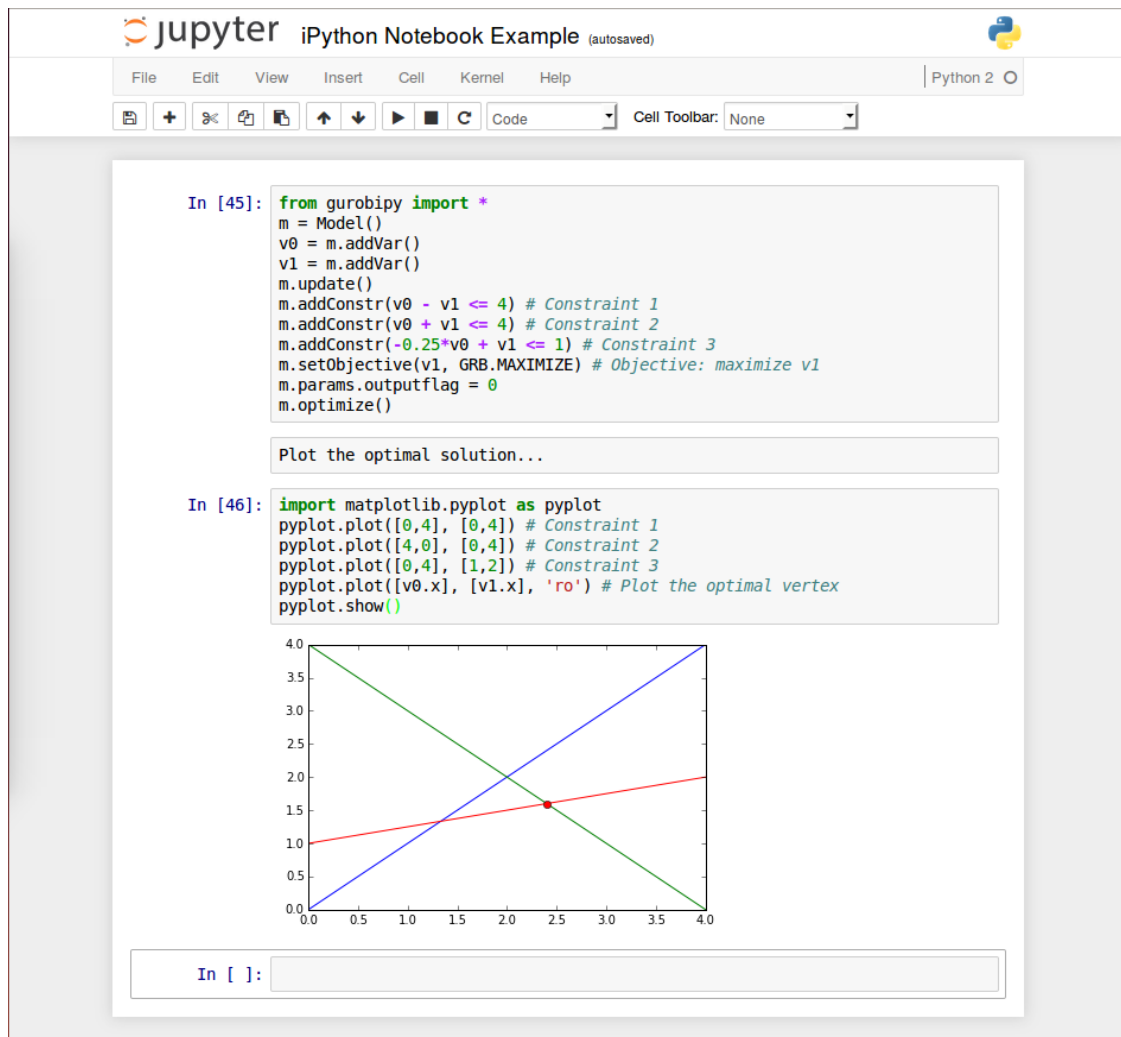 jupyter iPython Notebook Example (autosaved)
File Edit View Insert Cell Kernel Help Python 2
Code Cell Toolbar: None
In [45]: from gurobipy import *
m = Model()
v0 = m.addVar()
v1 = m.addVar()
m.update()
m.addConstr(v0 - v1 <= 4) # Constraint 1
m.addConstr(v0 + v1 <= 4) # Constraint 2
m.addConstr(-0.25*v0 + v1 <= 1) # Constraint 3
m.setObjective(v1, GRB.MAXIMIZE) # Objective: maximize v1
m.params.outputflag = 0
m.optimize()
Plot the optimal solution...
In [46]: import matplotlib.pyplot as pyplot
pyplot.plot([0,4], [0,4]) # Constraint 1
pyplot.plot([4,0], [0,4]) # Constraint 2
pyplot.plot([0,4], [1,2]) # Constraint 3
pyplot.plot([v0.x], [v1.x], 'ro') # Plot the optimal vertex
pyplot.show()
4.0
3.5
3.0
2.5
2.0
1.5
1.0
0.5
0.0
0.0 0.5 1.0 1.5 2.0 2.5 3.0 3.5 4.0
In [ ]: